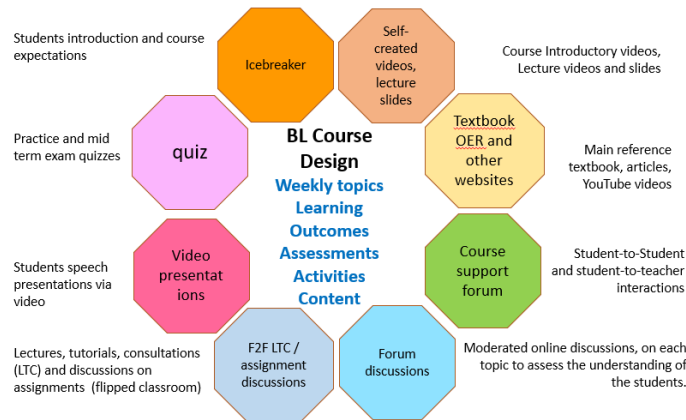 Students introduction and course
expectations
Icebreaker
Self-
created
videos,
lecture
slides
Course Introductory videos,
Lecture videos and slides
Practice and mid
term exam quizzes
quiz
BL Course
Design
Weekly topics
Learning
Outcomes
Assessments
Activities
Content
Textbook
OER and
other
websites
Main reference
textbook, articles,
YouTube videos
Students speech
presentations via
video
Video
presentat
ions
Course
support
forum
Student-to-Student
and student-to-teacher
interactions
Lectures, tutorials, consultations
(LTC) and discussions on
assignments  (flipped classroom)
F2F LTC /
assignment
discussions
Forum
discussions
Moderated online discussions, on each
topic to assess the understanding of
the students.